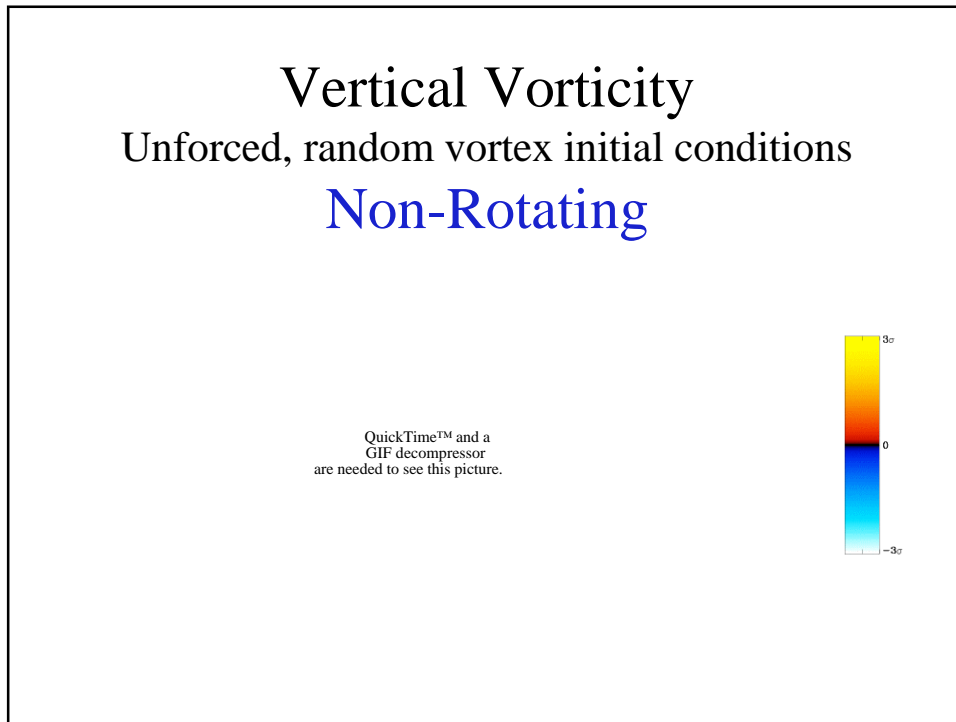 Vertical Vorticity
Unforced, random vortex initial conditions
Non-Rotating
3σ
0
−3σ
QuickTime™ and a
GIF decompressor
are needed to see this picture.